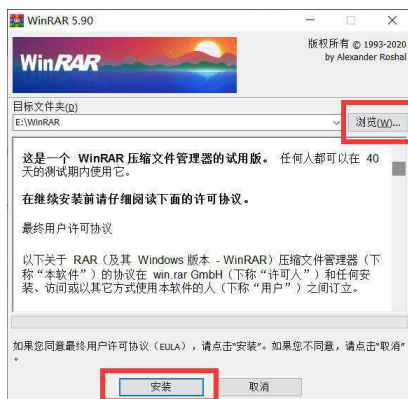 WinRAR 5.90
WinRAR
版权所有 © 1993-2020
by Alexander Roshal
目标文件夹(D)
E:\WinRAR
浏览(W)...
这是一个 WinRAR 压缩文件管理器的试用版。 任何人都可以在 40
天的测试期内使用它。
在继续安装前请仔细阅读下面的许可协议。
最终用户许可协议
以下关于 RAR（及其 Windows 版本 - WinRAR）压缩文件管理器（下
称“本软件”）的协议在 win.rar GmbH（下称“许可人”）和任何安
装、访问或以其它方式使用本软件的人（下称“用户”）之间订立。
如果您同意最终用户许可协议（EULA），请点击“安装”。如果您不同意，请点击“取消”
。
安装
取消